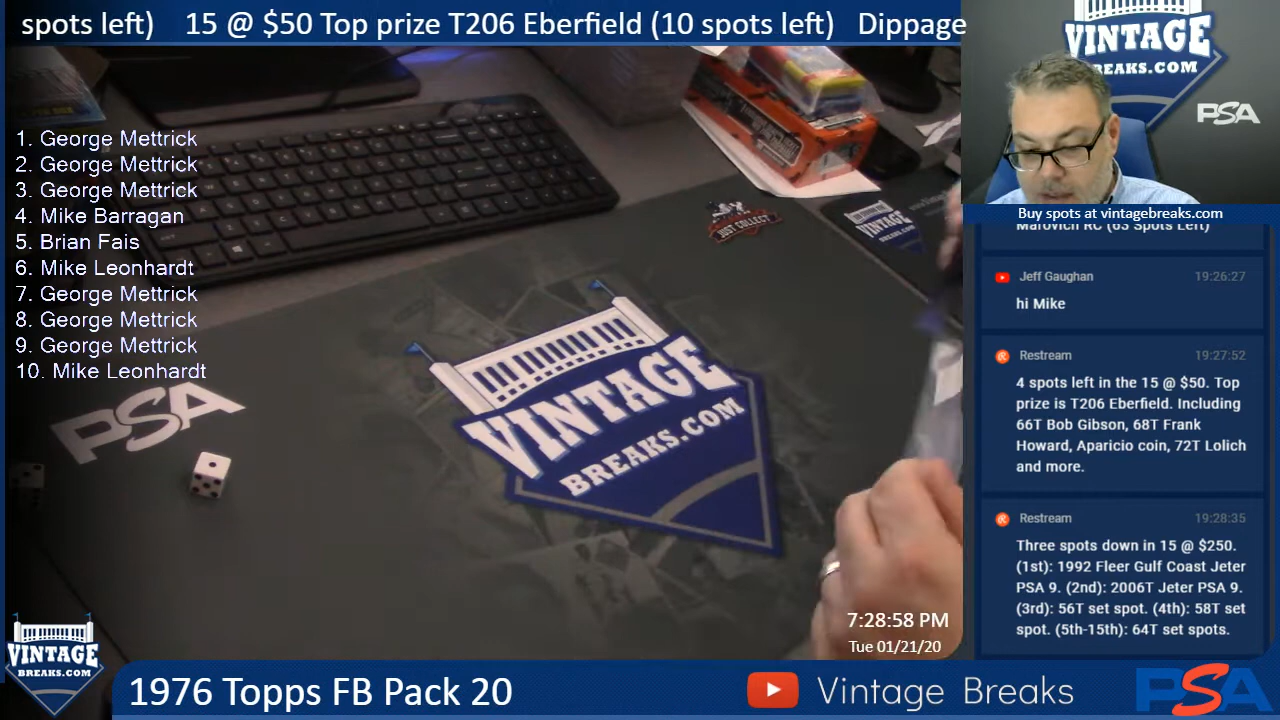 spots left) 15 @ $50 Top prize T206 Eberfield (10 spots left) Dippage
VINTAGE
BREAKS.COM
PSA
1. George Mettrick
2. George Mettrick
3. George Mettrick
4. Mike Barragan
5. Brian Fais
6. Mike Leonhardt
7. George Mettrick
8. George Mettrick
9. George Mettrick
10. Mike Leonhardt
JUST COLLECT
VINTAGE
BREAKS.COM
PSA
VINTAGE
BREAKS.COM
Buy spots at vintagebreaks.com
Marovich RC (63 Spots Left)
Jeff Gaughan 19:26:27
hi Mike
Restream 19:27:52
4 spots left in the 15 @ $50. Top
prize is T206 Eberfield. Including
66T Bob Gibson, 68T Frank
Howard, Aparicio coin, 72T Lolich
and more.
Restream 19:28:35
Three spots down in 15 @ $250.
(1st): 1992 Fleer Gulf Coast Jeter
PSA 9. (2nd): 2006T Jeter PSA 9.
(3rd): 56T set spot. (4th): 58T set
spot. (5th-15th): 64T set spots.
7:28:58 PM
Tue 01/21/20
VINTAGE
BREAKS.COM
1976 Topps FB Pack 20
Vintage Breaks
PSA